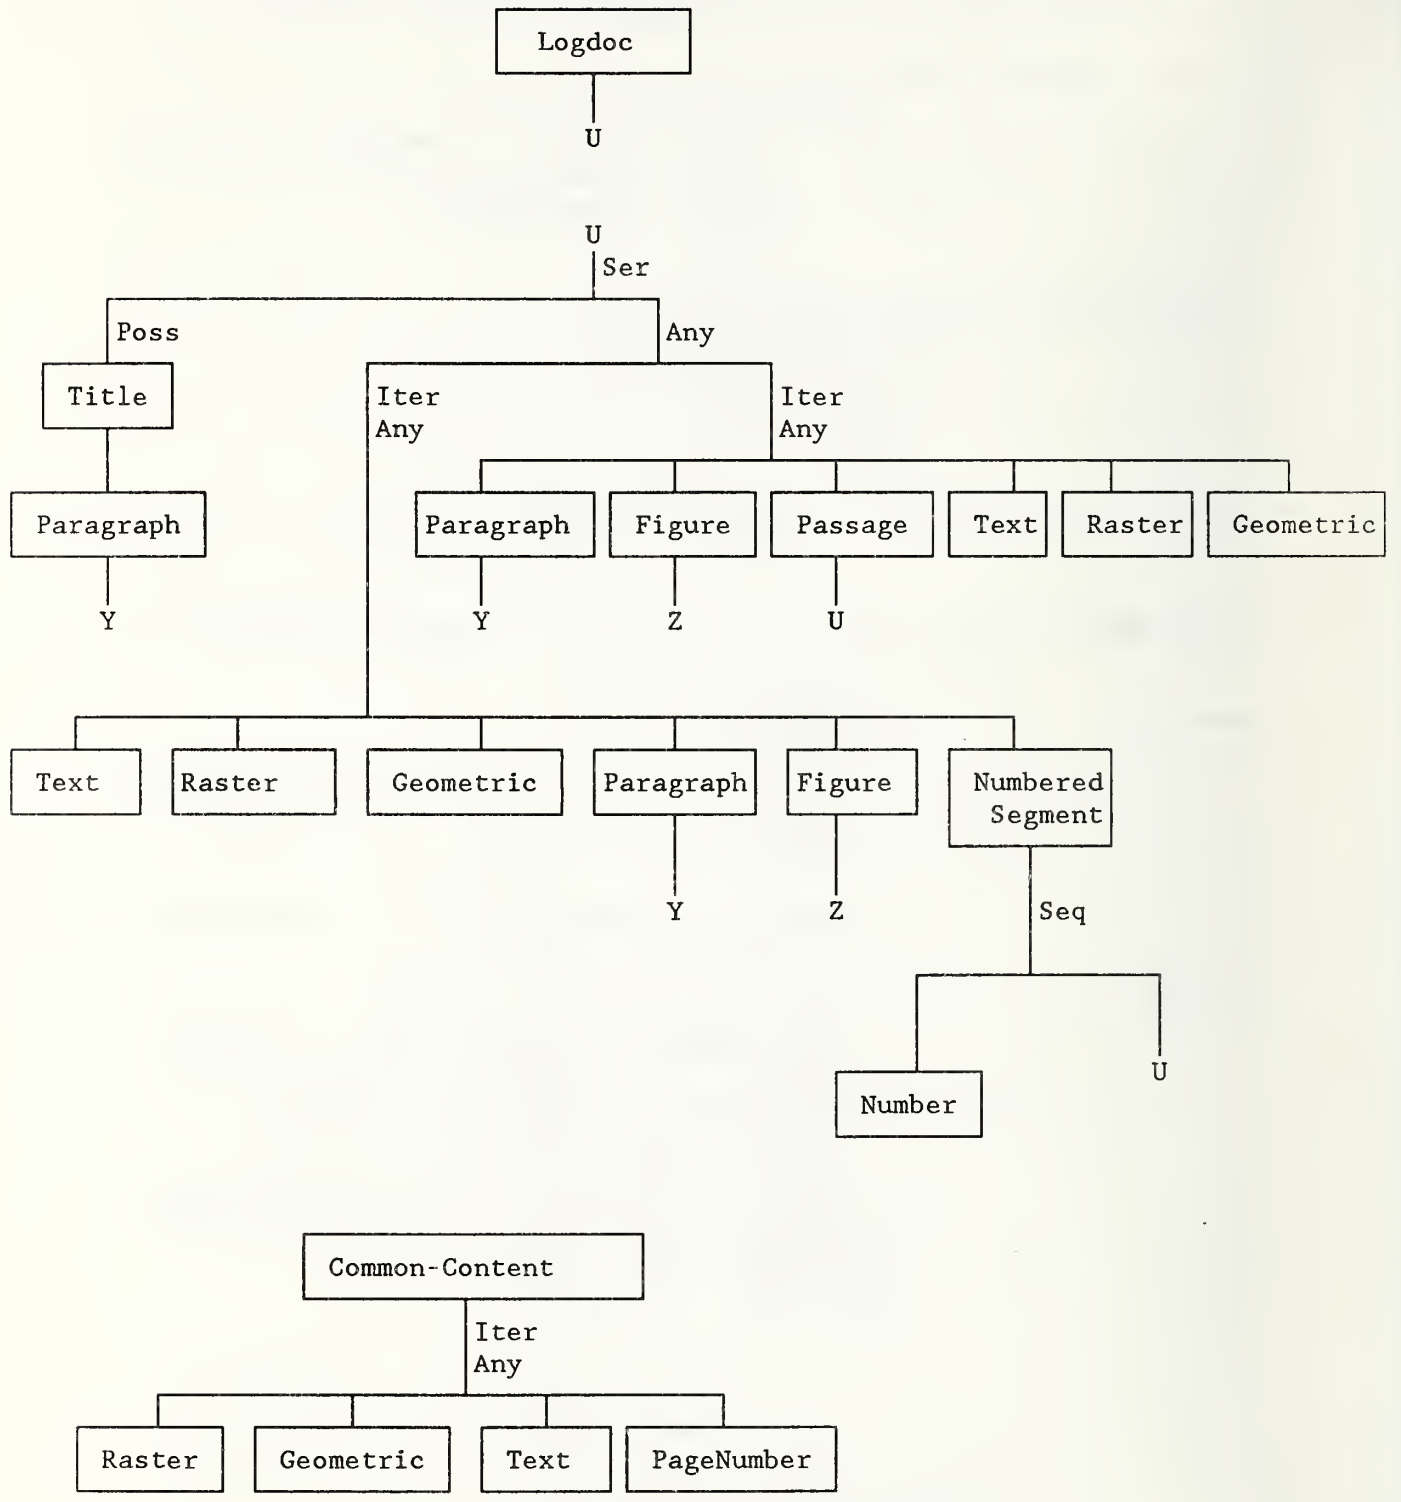 Logdoc
U
U
Ser
Poss
Any
Title
Iter
Any
Iter
Any
Paragraph
Paragraph
Figure
Passage
Text
Raster
Geometric
Y
Y
Z
U
Text
Raster
Geometric
Paragraph
Figure
Numbered
Segment
Y
Z
Seq
U
Number
Common-Content
Iter
Any
Raster
Geometric
Text
PageNumber